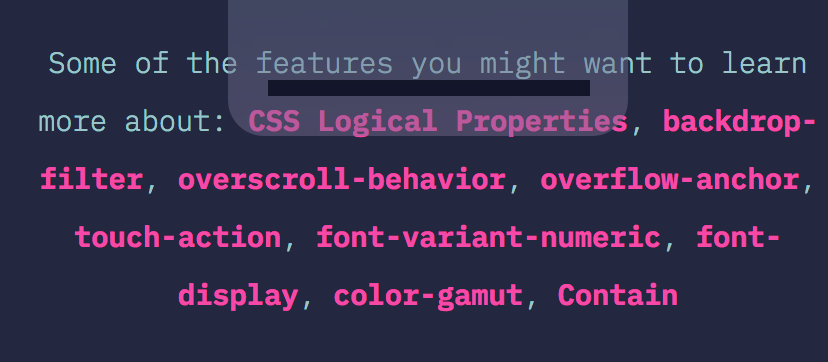 Some of the features you might want to learn
more about: CSS Logical Properties, backdrop-
filter, overscroll-behavior, overflow-anchor,
touch-action, font-variant-numeric, font-
display, color-gamut, Contain